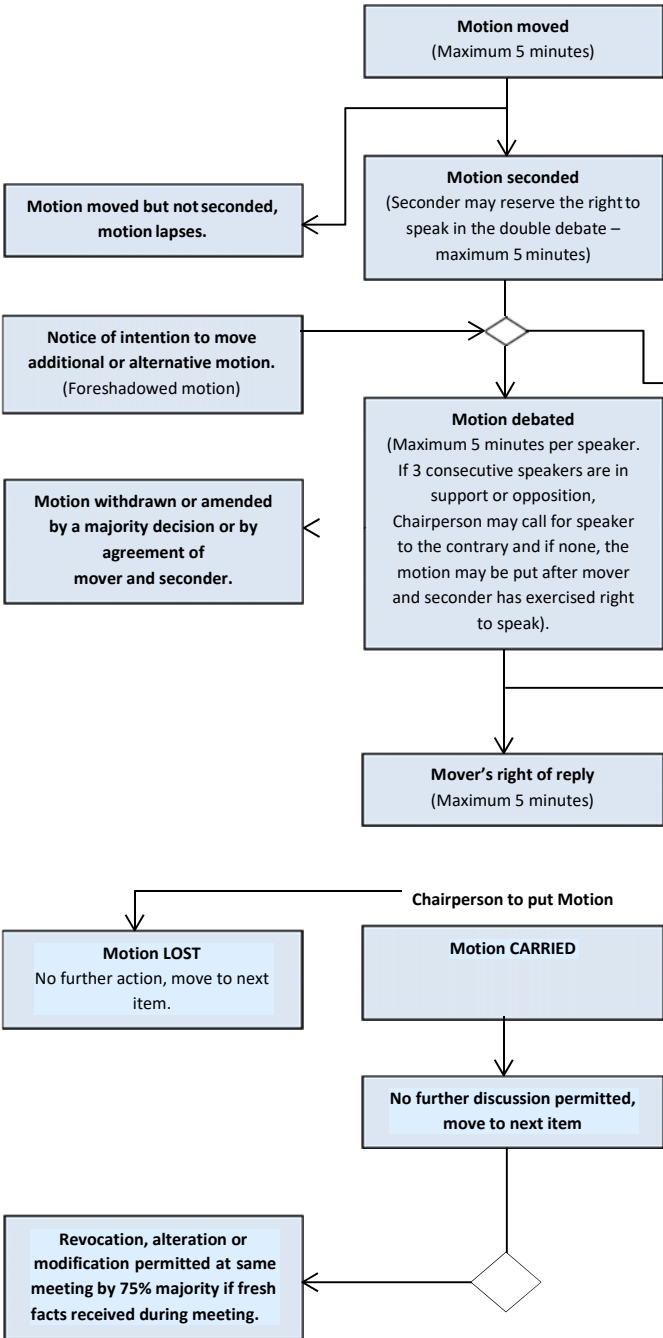 Motion moved
(Maximum 5 minutes)
Motion seconded
(Seconder may reserve the right to
speak in the double debate –
maximum 5 minutes)
Motion moved but not seconded,
motion lapses.
Notice of intention to move
additional or alternative motion.
(Foreshadowed motion)
Motion debated
(Maximum 5 minutes per speaker.
If 3 consecutive speakers are in
support or opposition,
Chairperson may call for speaker
to the contrary and if none, the
motion may be put after mover
and seconder has exercised right
to speak).
Motion withdrawn or amended
by a majority decision or by
agreement of
mover and seconder.
Mover’s right of reply
(Maximum 5 minutes)
Chairperson to put Motion
Motion LOST
No further action, move to next
item.
Motion CARRIED
No further discussion permitted,
move to next item
Revocation, alteration or
modification permitted at same
meeting by 75% majority if fresh
facts received during meeting.